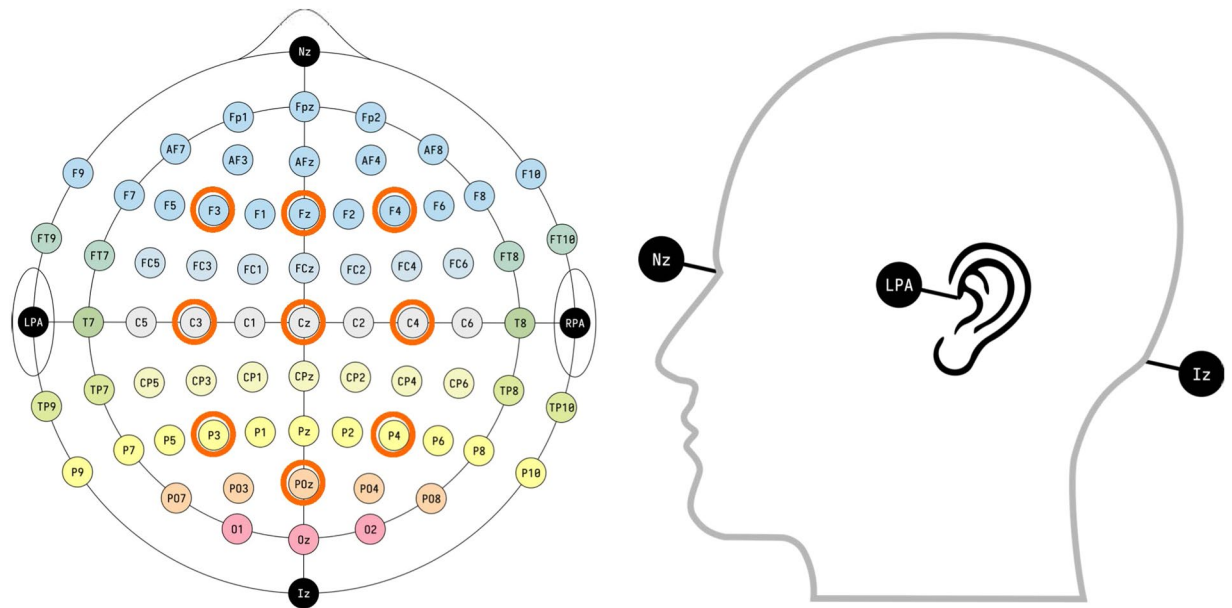 Nz
Fpz
Fp1
Fp2
AF7
AF3
AFz
AF4
AF8
F9
F10
F7
F5
F3
F1
Fz
F2
F4
F6
F8
FT9
FT7
FC5
FC3
FC1
FCz
FC2
FC4
FC6
FT8
FT10
LPA
T7
C5
C3
C1
Cz
C2
C4
C6
T8
RPA
TP9
TP7
CP5
CP3
CP1
CPz
CP2
CP4
CP6
TP8
TP10
P9
P7
P5
P3
P1
Pz
P2
P4
P6
P8
P10
PO7
PO3
POz
PO4
PO8
O1
Oz
O2
Iz
Nz
LPA
Iz